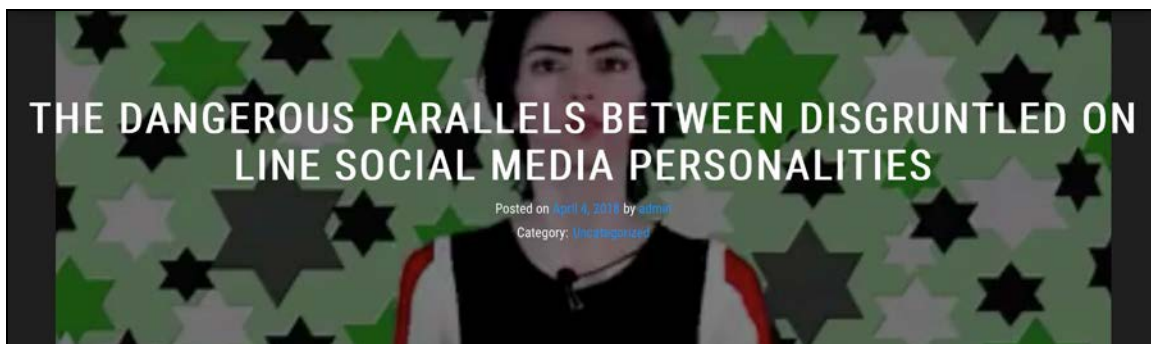 THE DANGEROUS PARALLELS BETWEEN DISGRUNTLED ON
LINE SOCIAL MEDIA PERSONALITIES
Posted on April 4, 2018 by admin
Category: Uncategorized